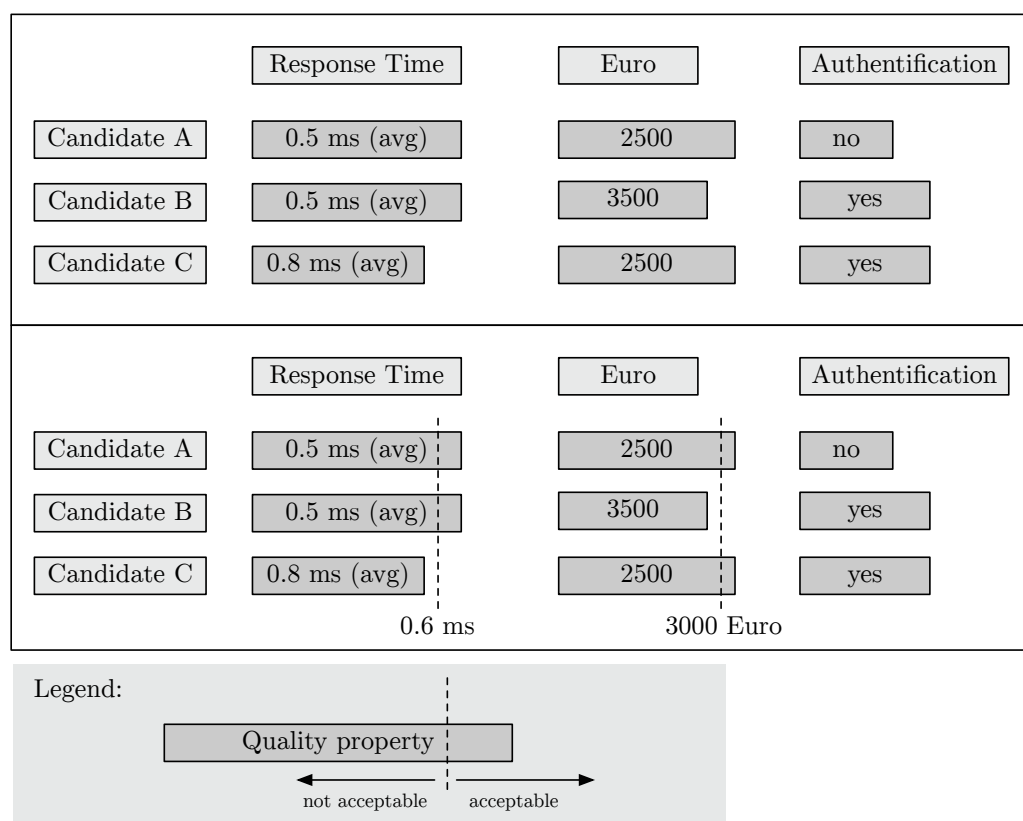 Response Time Euro Authentification
Candidate A 0.5 ms (avg) 2500 no
Candidate B 0.5 ms (avg) 3500 yes
Candidate C 0.8 ms (avg) 2500 yes
Response Time Euro Authentification
Candidate A 0.5 ms (avg) 2500 no
Candidate B 0.5 ms (avg) 3500 yes
Candidate C 0.8 ms (avg) 2500 yes
0.6 ms 3000 Euro
Legend:
Quality property
not acceptable acceptable